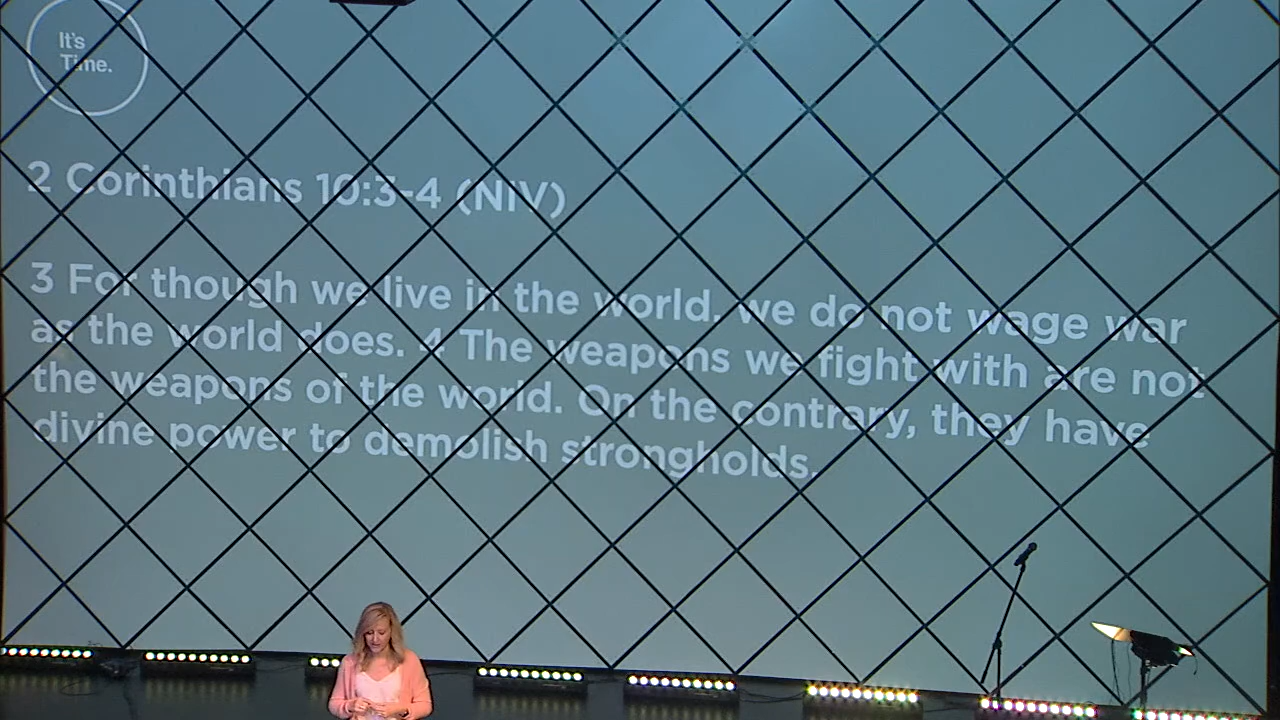 It's
Time.
2 Corinthians 10:3-4 (NIV)
3 For though we live in the world, we do not wage war
as the world does. 4 The weapons we fight with are not
the weapons of the world. On the contrary, they have
divine power to demolish strongholds.